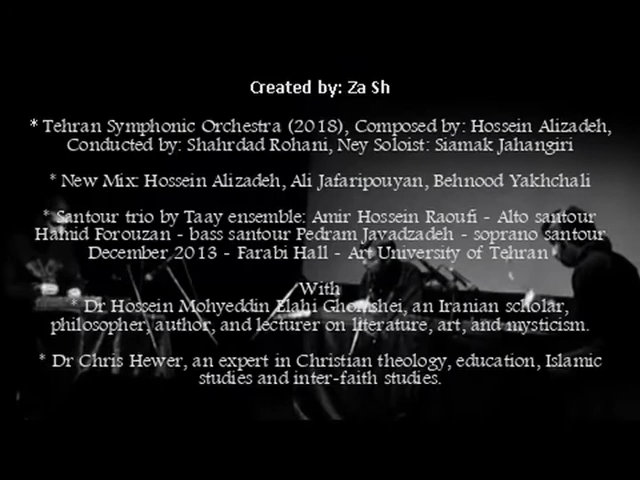 Created by: Za Sh
* Tehran Symphonic Orchestra (2018), Composed by: Hossein Alizadeh,
Conducted by: Shahrdad Rohani, Ney Soloist: Siamak Jahangiri
* New Mix: Hossein Alizadeh, Ali Jafaripouyan, Behnood Yakhchali
* Santour trio by Taay ensemble: Amir Hossein Raoufi - Alto santour
Hamid Forouzan - bass santour Pedram Javadzadeh - soprano santour
December 2013 - Farabi Hall - Art University of Tehran
With
* Dr Hossein Mohyeddin Elahi Ghomshei, an Iranian scholar,
philosopher, author, and lecturer on literature, art, and mysticism.
* Dr Chris Hewer, an expert in Christian theology, education, Islamic
studies and inter-faith studies.